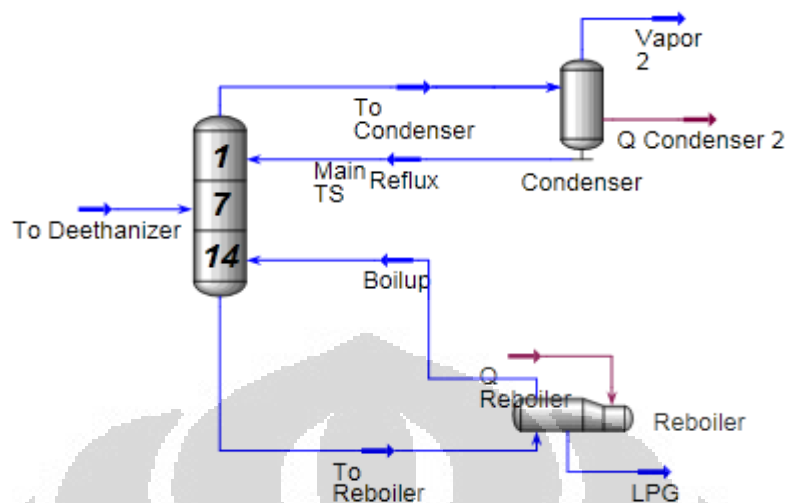 Vapor
2
To
Condenser
Q Condenser 2
1
Main
TS
Reflux
Condenser
7
To Deethanizer
14
Boilup
Q
Reboiler
Reboiler
To
Reboiler
LPG